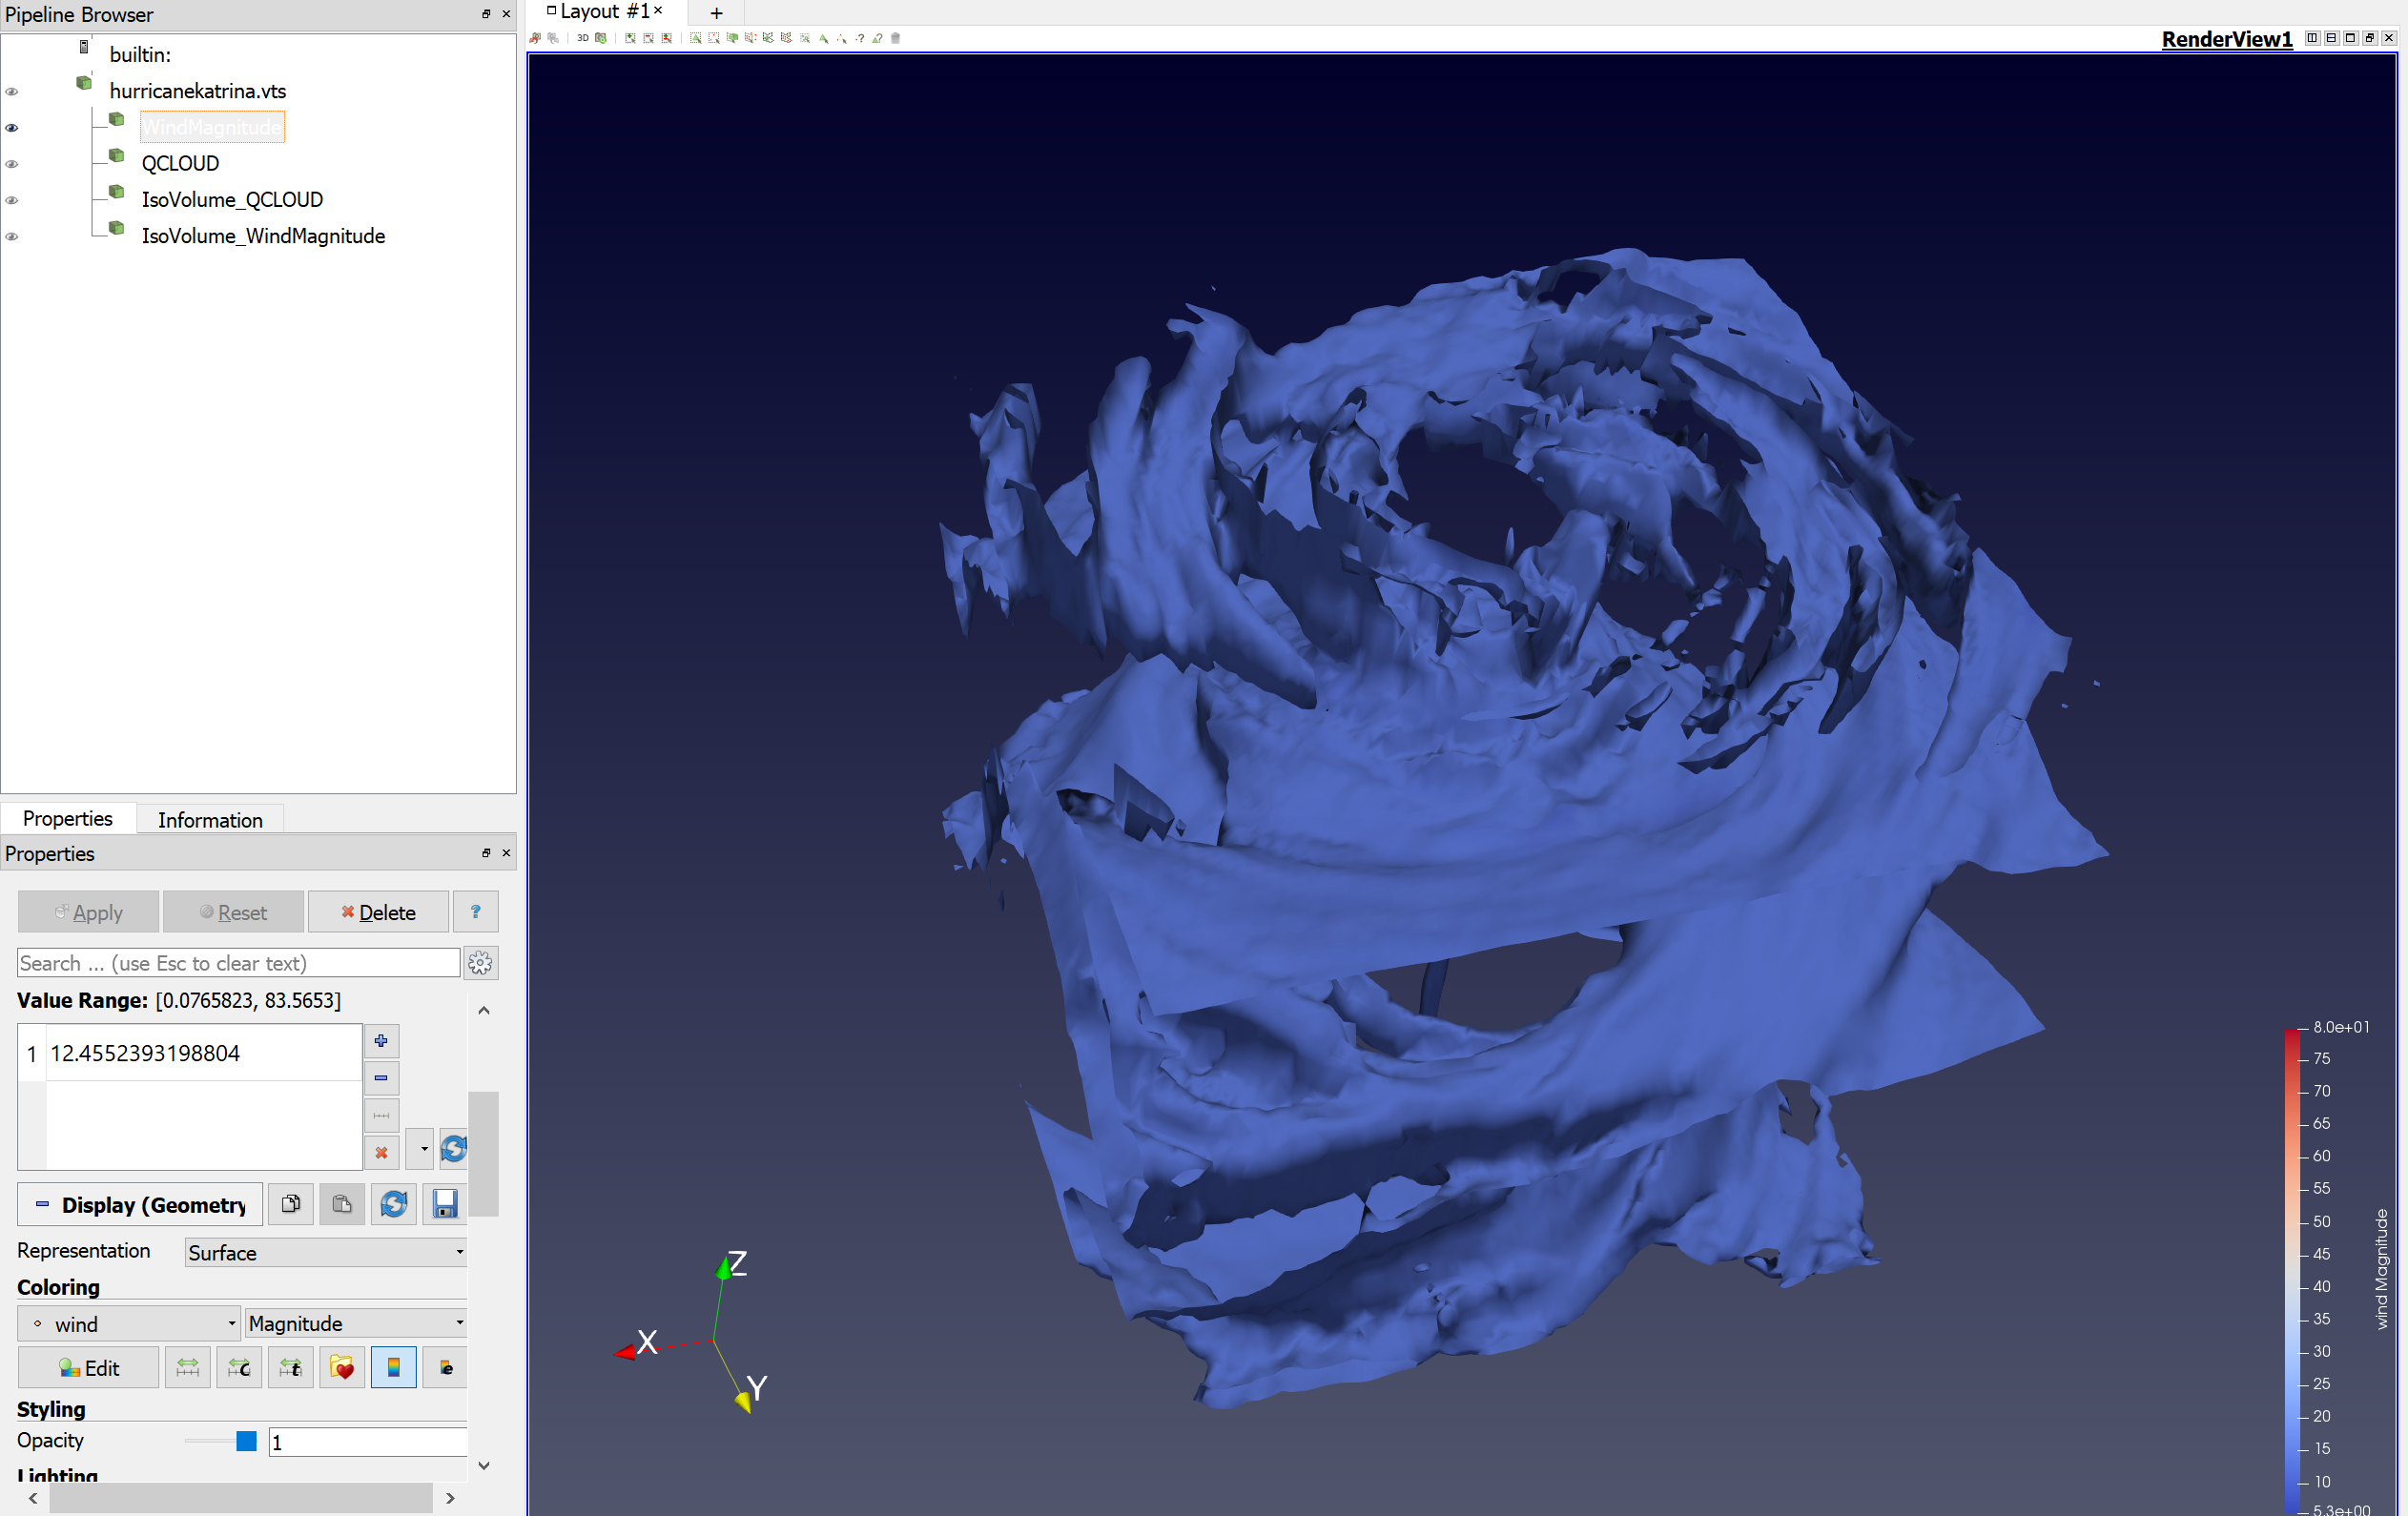 Pipeline Browser
builtin:
hurricanekatrina.vts
WindMagnitude
QCLOUD
IsoVolume_QCLOUD
IsoVolume_WindMagnitude
Properties
Information
Properties
Apply
Reset
Delete
?
Search ... (use Esc to clear text)
Value Range: [0.0765823, 83.5653]
1 12.4552393198804
Display (Geometry
Representation Surface
Coloring
wind Magnitude
Edit c t e
Styling
Opacity 1
Lighting
Layout #1
+
3D
RenderView1
X
Y
Z
8.0e+01
75
70
65
60
55
50
45
40
35
30
25
20
15
10
5.3e+00
wind Magnitude